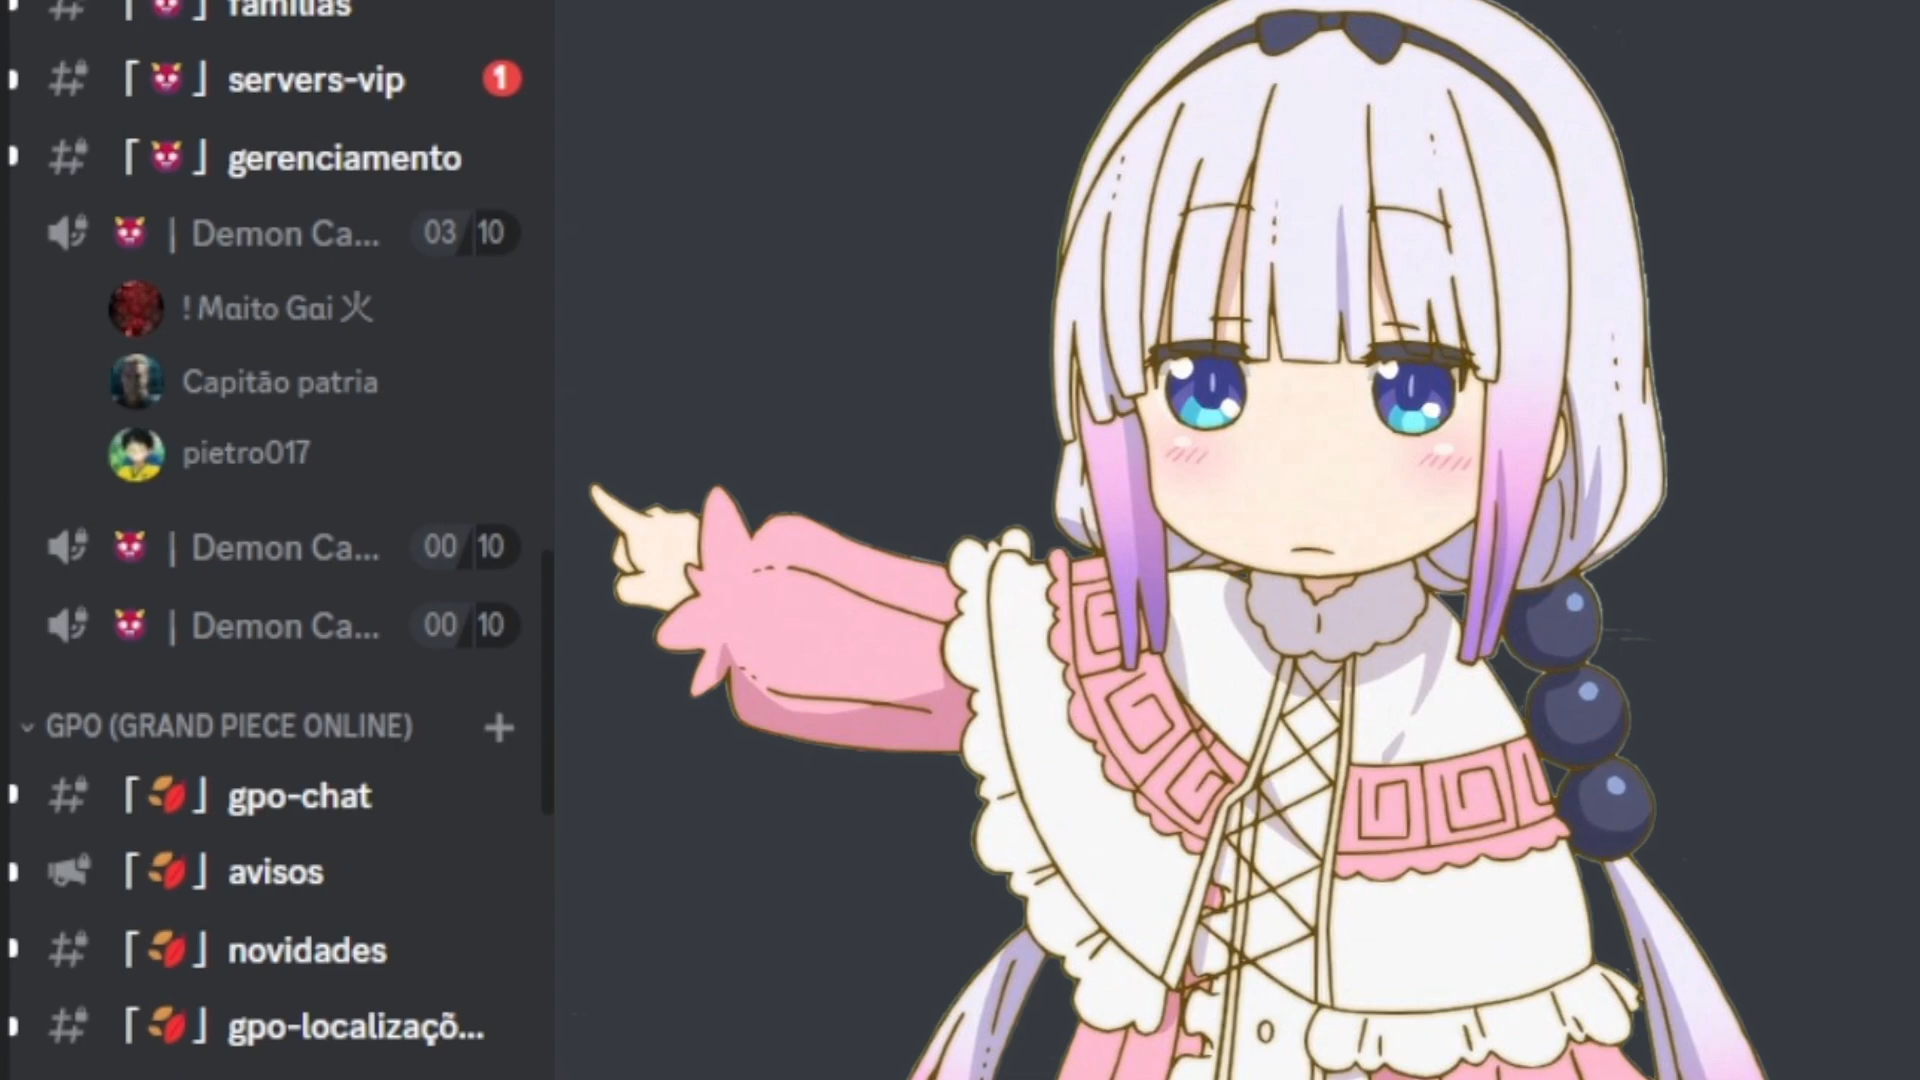 「😈」 famílias
「😈」 servers-vip 1
「😈」 gerenciamento
😈 | Demon Ca... 03 10
! Maito Gai 火
Capitão patria
pietro017
😈 | Demon Ca... 00 10
😈 | Demon Ca... 00 10
GPO (GRAND PIECE ONLINE)
「🍂」 gpo-chat
「🍂」 avisos
「🍂」 novidades
「🍂」 gpo-localizaçõ...